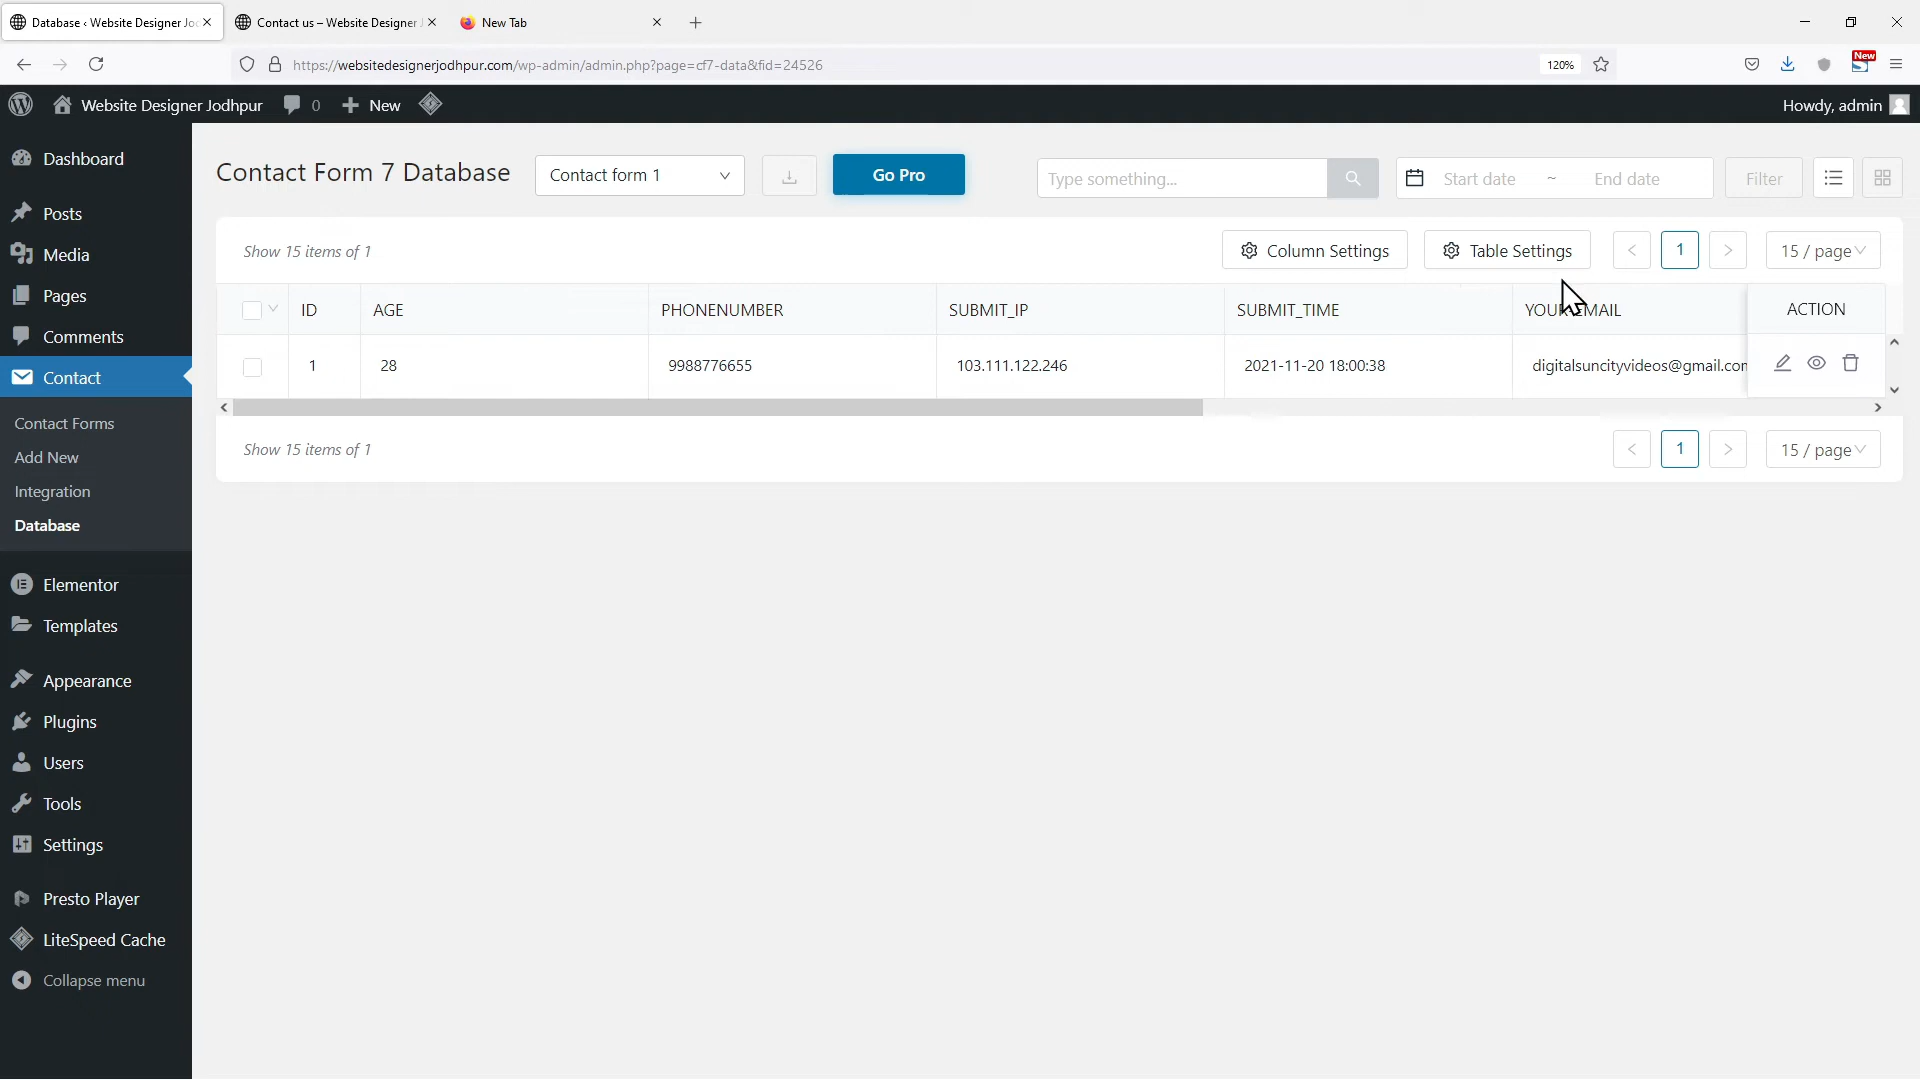 Database ‹ Website Designer Jo
Contact us – Website Designer
New Tab
https://websitedesignerjodhpur.com/wp-admin/admin.php?page=cf7-data&fid=24526
120%
New
Website Designer Jodhpur
0
New
Howdy, admin
Dashboard
Posts
Media
Pages
Comments
Contact
Contact Forms
Add New
Integration
Database
Elementor
Templates
Appearance
Plugins
Users
Tools
Settings
Presto Player
LiteSpeed Cache
Collapse menu
Contact Form 7 Database
Contact form 1
Go Pro
Type something...
Start date ~ End date
Filter
Show 15 items of 1
Column Settings
Table Settings
< 1 >
15 / page
ID AGE PHONENUMBER SUBMIT_IP SUBMIT_TIME ACTION
1 28 9988776655 103.111.122.246 2021-11-20 18:00:38 digitalsuncityvideos@gmail.com
Show 15 items of 1
< 1 >
15 / page